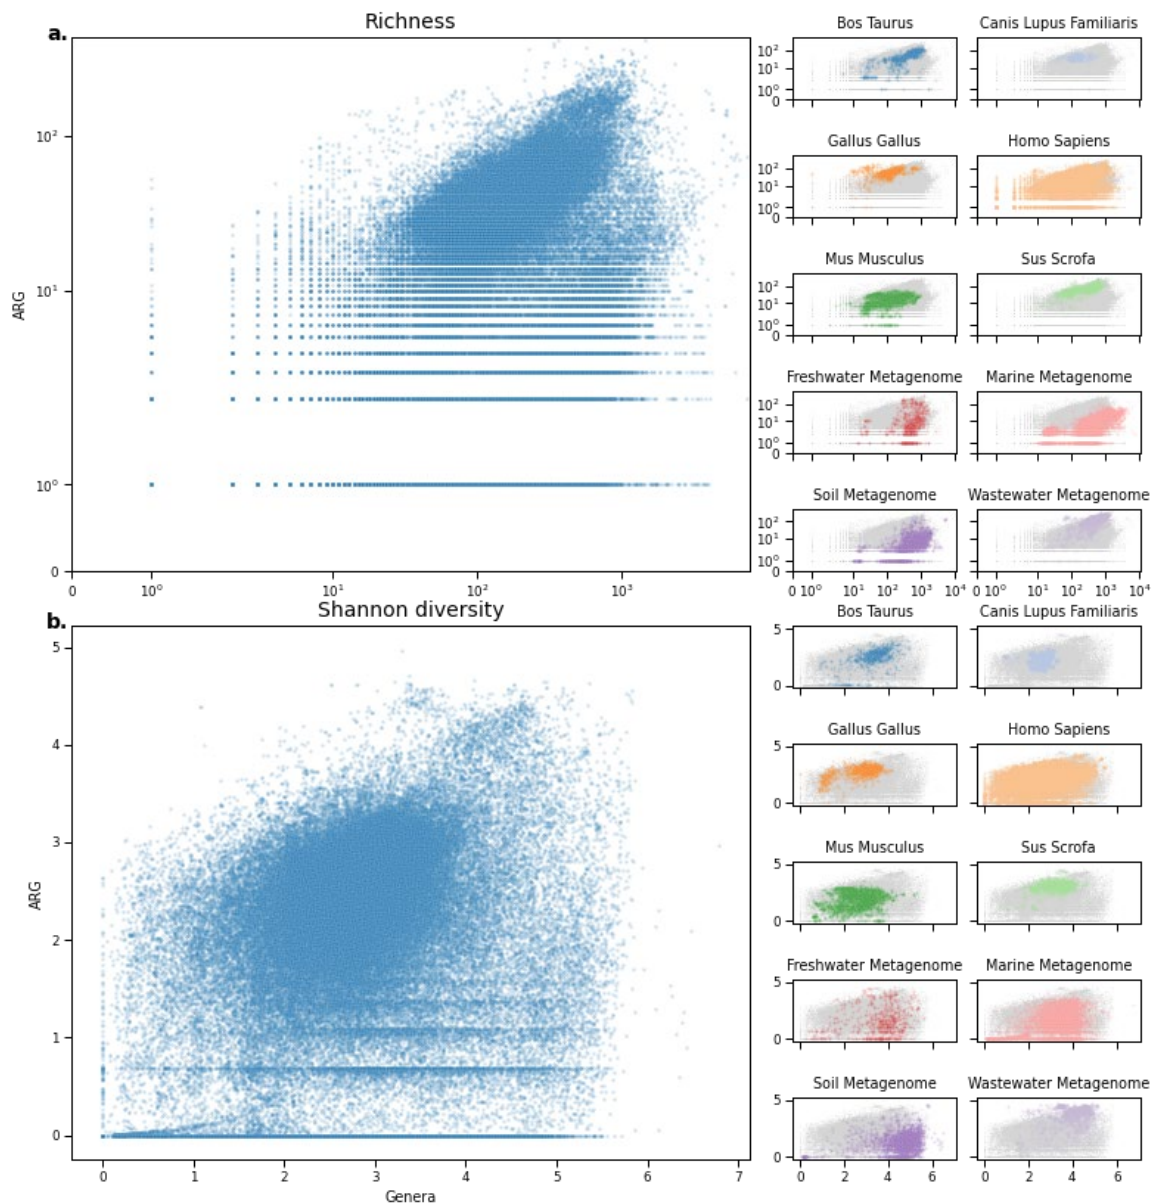 a.
Richness
ARG
10²
10¹
10⁰
0
0 10⁰ 10¹ 10² 10³
Bos Taurus Canis Lupus Familiaris
10²
10¹
10⁰
0
Gallus Gallus Homo Sapiens
10²
10¹
10⁰
0
Mus Musculus Sus Scrofa
10²
10¹
10⁰
0
Freshwater Metagenome Marine Metagenome
10²
10¹
10⁰
0
Soil Metagenome Wastewater Metagenome
10²
10¹
10⁰
0
0 10⁰ 10¹ 10² 10³ 10⁴ 0 10⁰ 10¹ 10² 10³ 10⁴
b.
Shannon diversity
ARG
5
4
3
2
1
0
0 1 2 3 4 5 6 7
Genera
Bos Taurus Canis Lupus Familiaris
5
0
Gallus Gallus Homo Sapiens
5
0
Mus Musculus Sus Scrofa
5
0
Freshwater Metagenome Marine Metagenome
5
0
Soil Metagenome Wastewater Metagenome
5
0
0 2 4 6 0 2 4 6